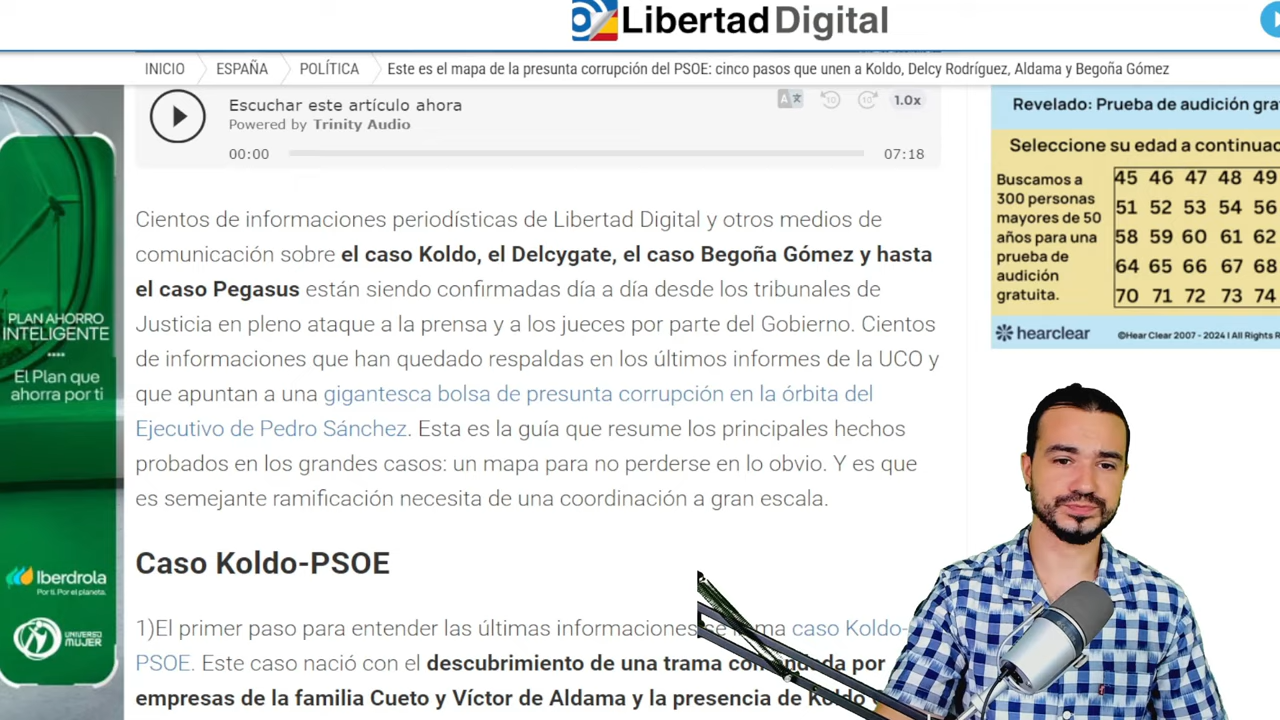 Libertad Digital
INICIO
ESPAÑA
POLÍTICA
Este es el mapa de la presunta corrupción del PSOE: cinco pasos que unen a Koldo, Delcy Rodríguez, Aldama y Begoña Gómez
Escuchar este artículo ahora
Powered by Trinity Audio
1.0x
00:00
07:18
Cientos de informaciones periodísticas de Libertad Digital y otros medios de
comunicación sobre el caso Koldo, el Delcygate, el caso Begoña Gómez y hasta
el caso Pegasus están siendo confirmadas día a día desde los tribunales de
Justicia en pleno ataque a la prensa y a los jueces por parte del Gobierno. Cientos
de informaciones que han quedado respaldas en los últimos informes de la UCO y
que apuntan a una gigantesca bolsa de presunta corrupción en la órbita del
Ejecutivo de Pedro Sánchez. Esta es la guía que resume los principales hechos
probados en los grandes casos: un mapa para no perderse en lo obvio. Y es que
es semejante ramificación necesita de una coordinación a gran escala.
Caso Koldo-PSOE
1)El primer paso para entender las últimas informaciones se llama caso Koldo-
PSOE. Este caso nació con el descubrimiento de una trama comandada por
empresas de la familia Cueto y Víctor de Aldama y la presencia de Koldo
PLAN AHORRO
INTELIGENTE
El Plan que
ahorra por ti
Iberdrola
Por ti. Por el planeta.
UNIVERSO
MUJER
Revelado: Prueba de audición
Seleccione su edad a
Buscamos a
300 personas
mayores de 50
años para una
prueba de
audición
gratuita.
45 46 47 48 49
51 52 53 54 56
58 59 60 61 62
64 65 66 67 68
70 71 72 73 74
hearclear
©Hear Clear 2007 - 2024 | All Rights